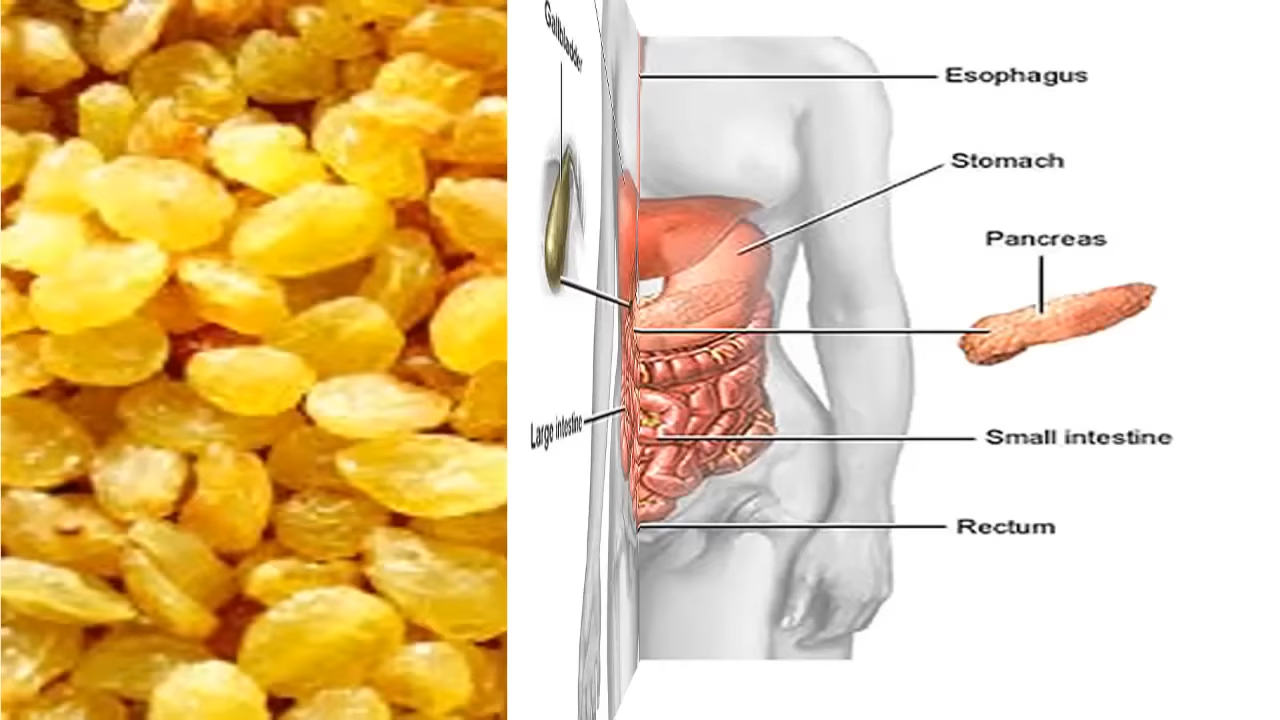 Gallbladder
Esophagus
Stomach
Pancreas
Large intestine
Small intestine
Rectum